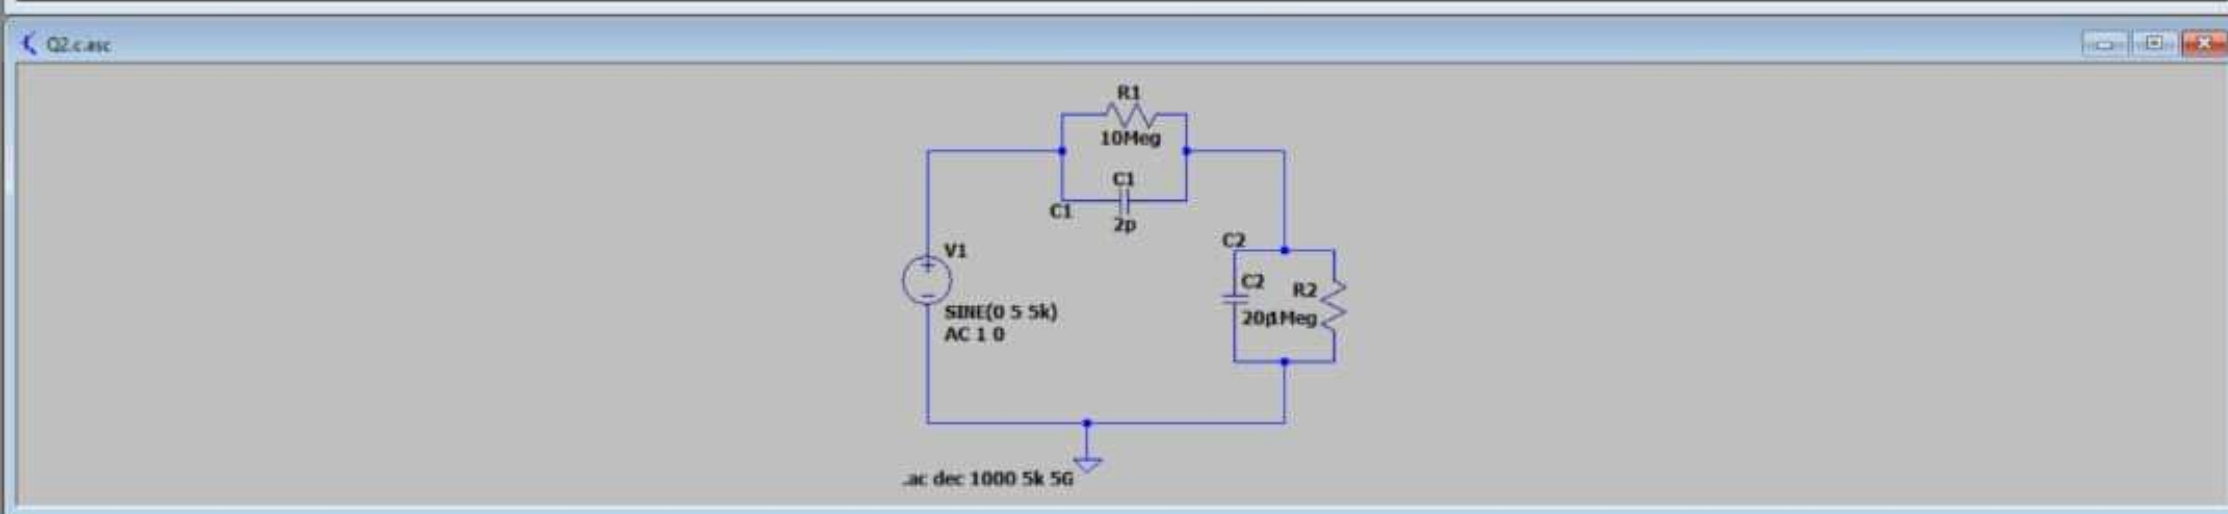 Q2.c.asc
R1
10Meg
C1
C1
2p
V1
SINE(0 5 5k)
AC 1 0
C2
C2
R2
20p
1Meg
.ac dec 1000 5k 5G